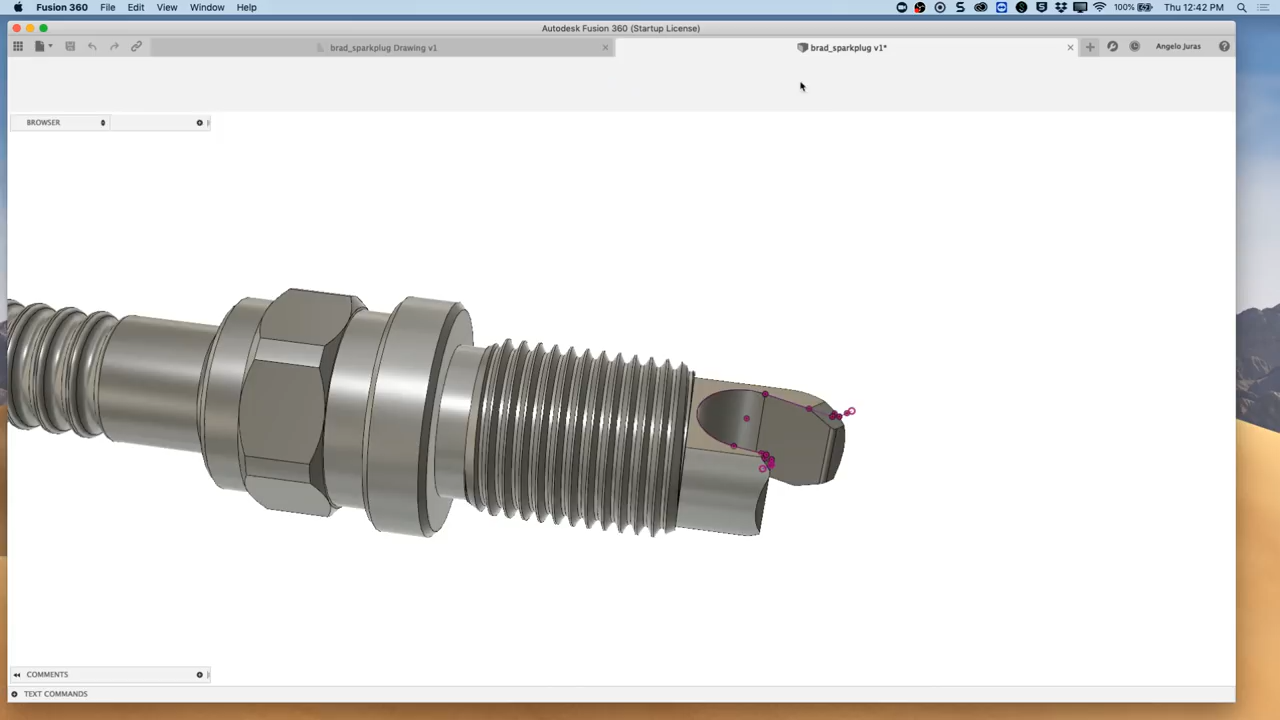 Fusion 360 File Edit View Window Help 100% Thu 12:42 PM
Autodesk Fusion 360 (Startup License)
brad_sparkplug Drawing v1 brad_sparkplug v1* Angelo Juras
BROWSER
COMMENTS
TEXT COMMANDS